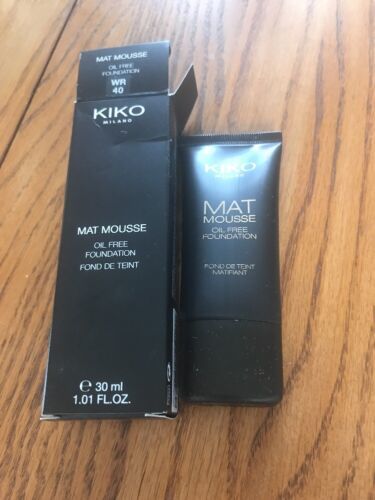 MAT MOUSSE
OIL FREE
FOUNDATION
WR
40
KIKO
MILANO
MAT MOUSSE
OIL FREE
FOUNDATION
FOND DE TEINT
℮ 30 ml
1.01 FL.OZ.
KIKO
MILANO
MAT
MOUSSE
OIL FREE
FOUNDATION
FOND DE TEINT
MATIFIANT